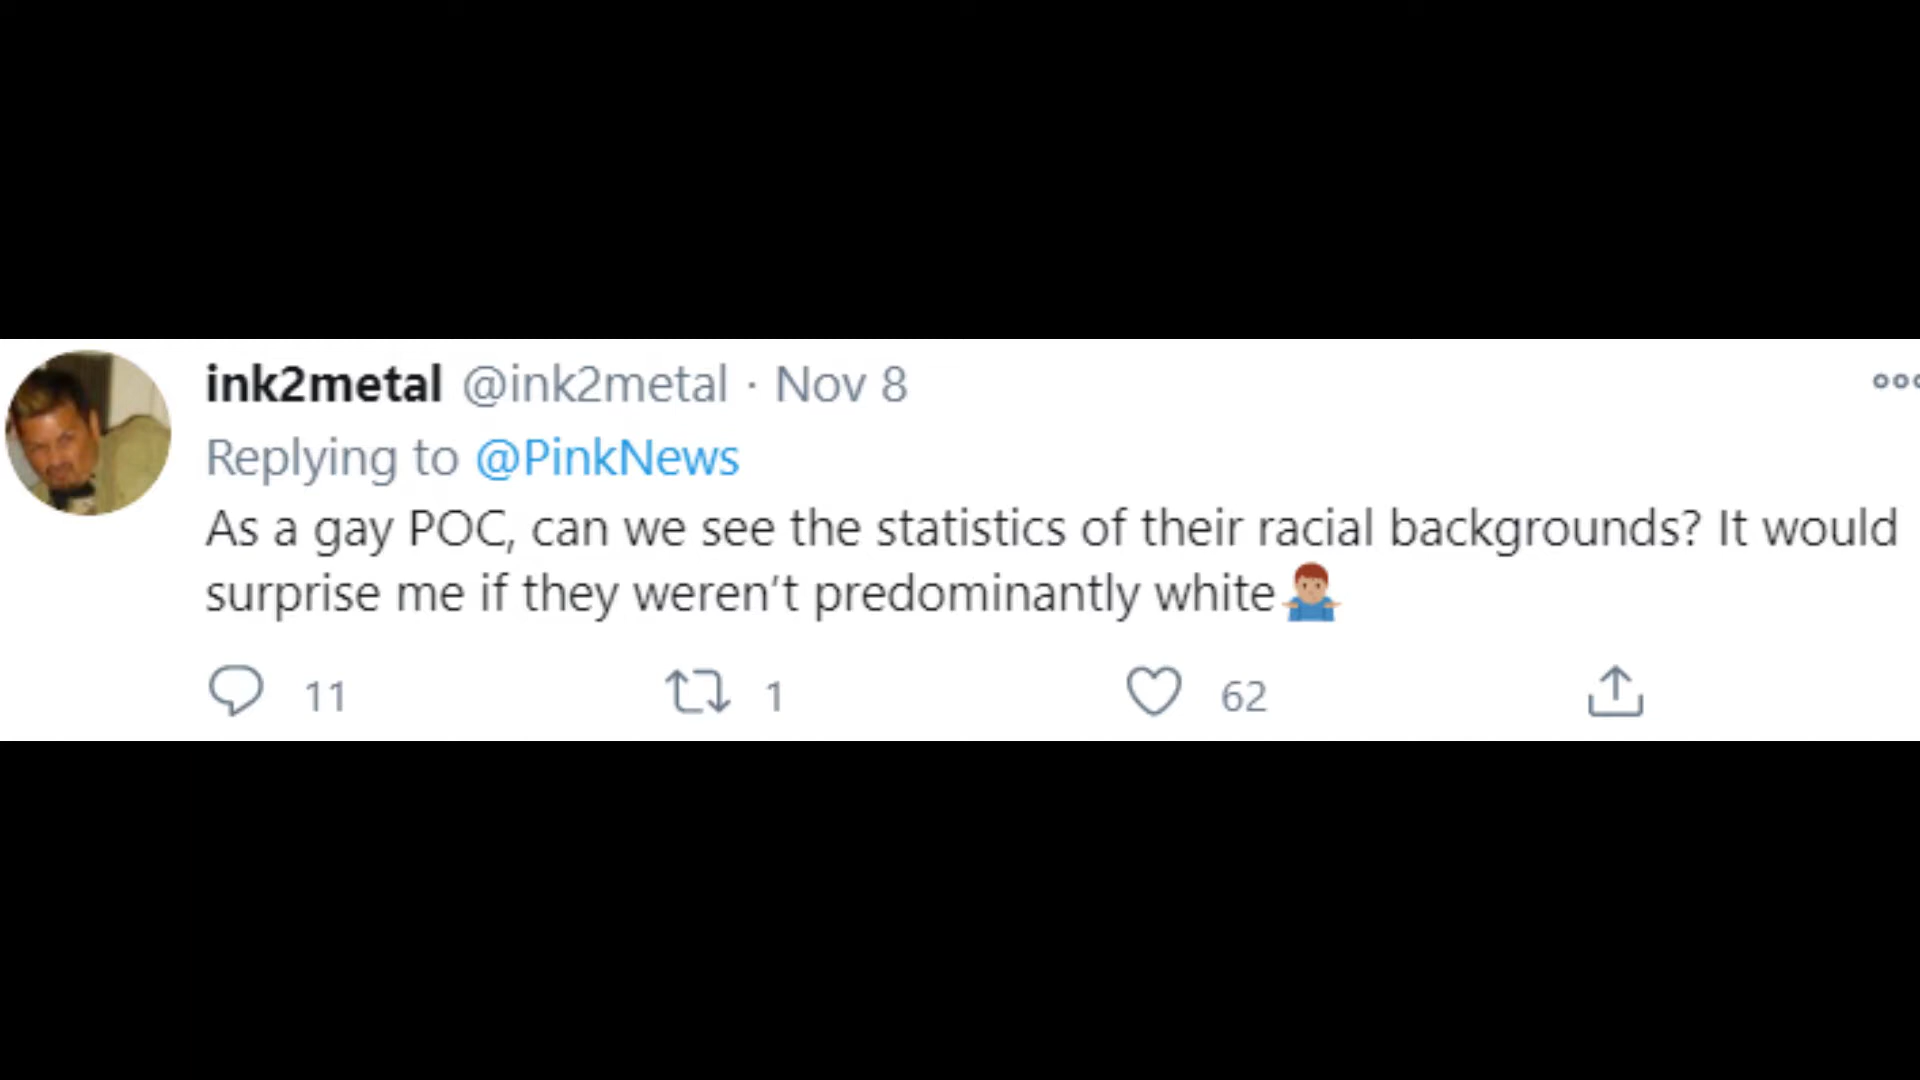 ink2metal @ink2metal · Nov 8
Replying to @PinkNews
As a gay POC, can we see the statistics of their racial backgrounds? It would
surprise me if they weren’t predominantly white🤷🏽‍♂️
11 1 62